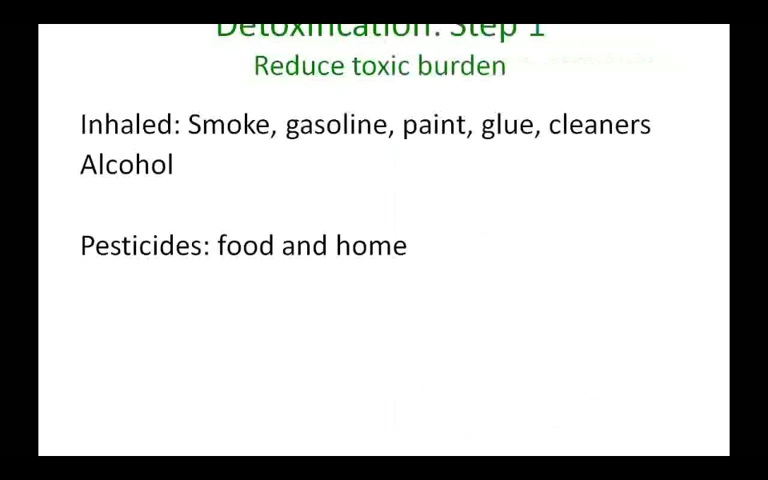 Detoxification: Step 1
Reduce toxic burden
Inhaled: Smoke, gasoline, paint, glue, cleaners
Alcohol
Pesticides: food and home